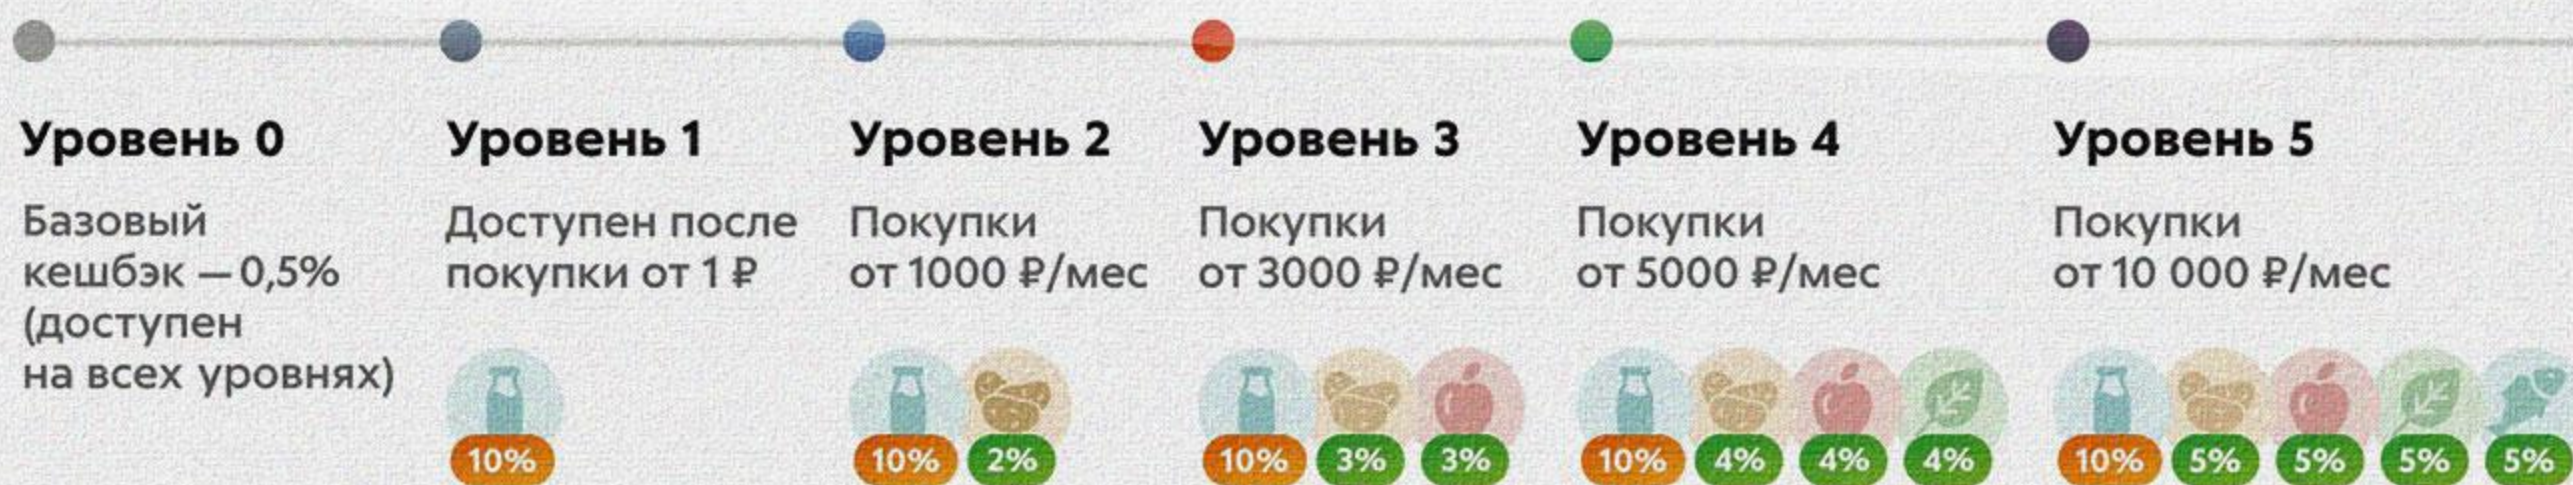 Уровень 0
Базовый
кешбэк — 0,5%
(доступен
на всех уровнях)
Уровень 1
Доступен после
покупки от 1 ₽
10%
Уровень 2
Покупки
от 1000 ₽/мес
10% 2%
Уровень 3
Покупки
от 3000 ₽/мес
10% 3% 3%
Уровень 4
Покупки
от 5000 ₽/мес
10% 4% 4% 4%
Уровень 5
Покупки
от 10 000 ₽/мес
10% 5% 5% 5% 5%